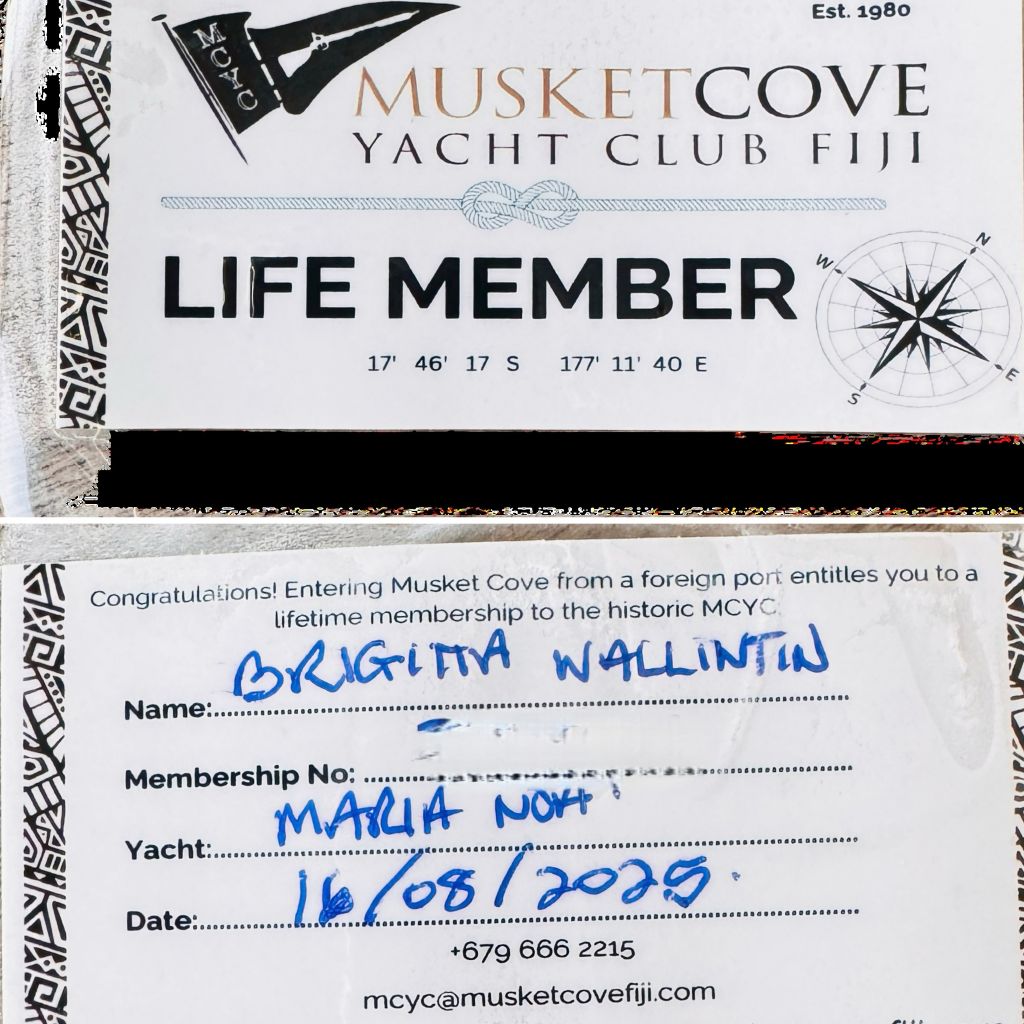 Est. 1980
MCYC
MUSKETCOVE
YACHT CLUB FIJI
LIFE MEMBER
17' 46' 17 S 177' 11' 40 E
N
W
E
S
Congratulations! Entering Musket Cove from a foreign port entitles you to a
lifetime membership to the historic MCYC.
Name: BRIGITTA WALLINTIN
Membership No:
Yacht: MARIA NOH
Date: 16/08/2025.
+679 666 2215
mcyc@musketcovefiji.com